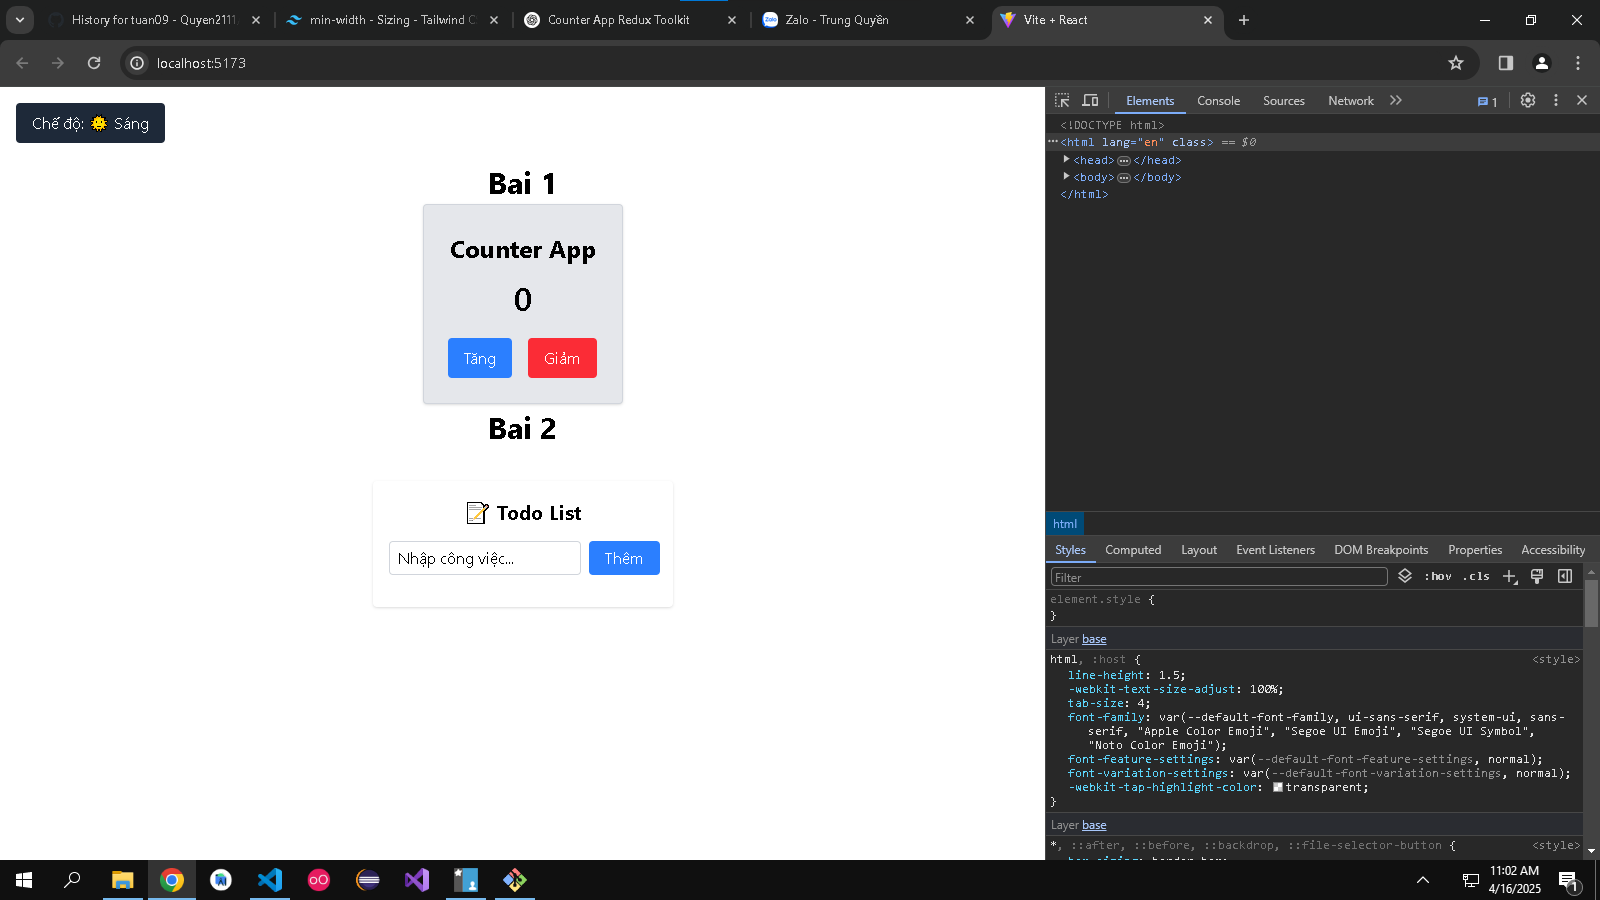 History for tuan09 - Quyen2111
min-width - Sizing - Tailwind C
Counter App Redux Toolkit
Zalo - Trung Quyền
Vite + React
localhost:5173
Chế độ: 🌞 Sáng
Bai 1
Counter App
0
Tăng
Giảm
Bai 2
📝 Todo List
Nhập công việc...
Thêm
Elements
Console
Sources
Network
1
<!DOCTYPE html>
<html lang="en" class> == $0
<head> </head>
<body> </body>
</html>
html
Styles
Computed
Layout
Event Listeners
DOM Breakpoints
Properties
Accessibility
Filter
:hov
.cls
element.style {
}
Layer base
html, :host { <style>
line-height: 1.5;
-webkit-text-size-adjust: 100%;
tab-size: 4;
font-family: var(--default-font-family, ui-sans-serif, system-ui, sans-
serif, "Apple Color Emoji", "Segoe UI Emoji", "Segoe UI Symbol",
"Noto Color Emoji");
font-feature-settings: var(--default-font-feature-settings, normal);
font-variation-settings: var(--default-font-variation-settings, normal);
-webkit-tap-highlight-color: transparent;
}
Layer base
*, ::after, ::before, ::backdrop, ::file-selector-button { <style>
11:02 AM
4/16/2025
1